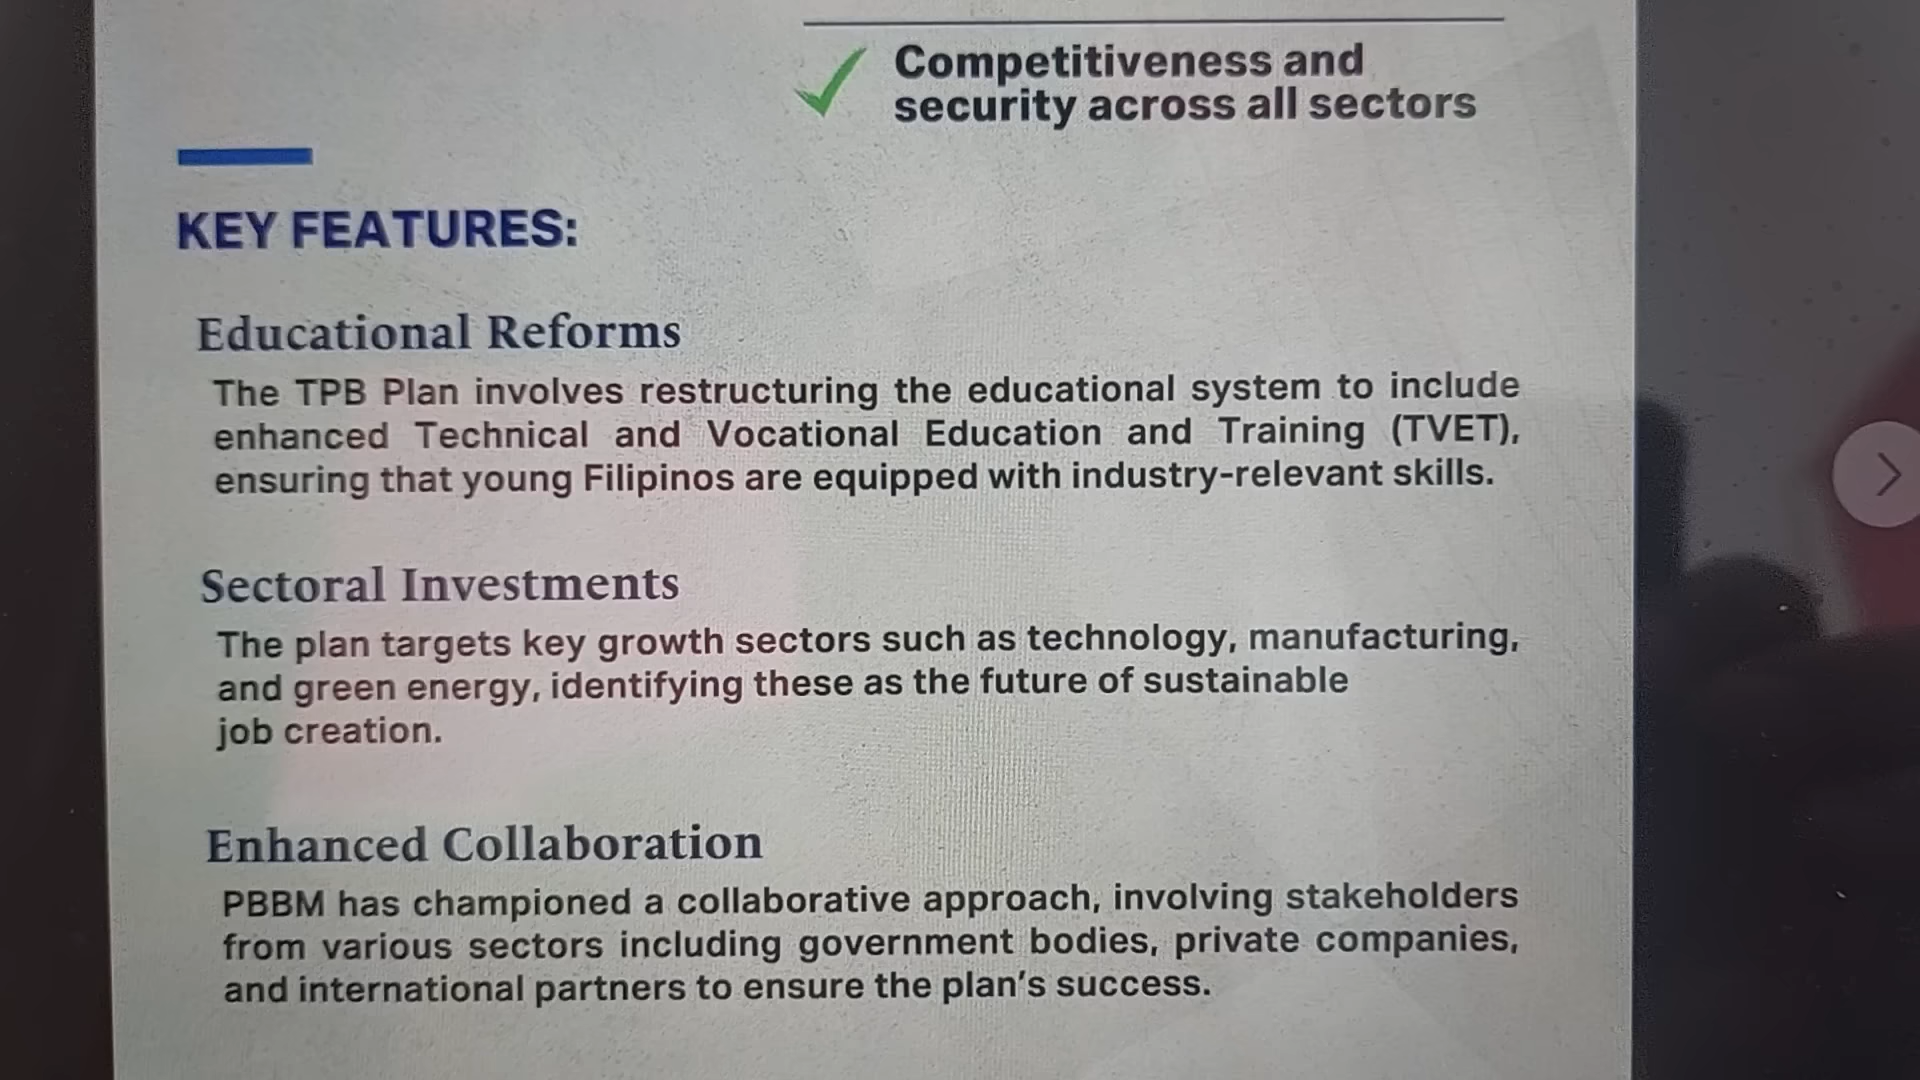 Competitiveness and
security across all sectors
KEY FEATURES:
Educational Reforms
The TPB Plan involves restructuring the educational system to include
enhanced Technical and Vocational Education and Training (TVET),
ensuring that young Filipinos are equipped with industry-relevant skills.
Sectoral Investments
The plan targets key growth sectors such as technology, manufacturing,
and green energy, identifying these as the future of sustainable
job creation.
Enhanced Collaboration
PBBM has championed a collaborative approach, involving stakeholders
from various sectors including government bodies, private companies,
and international partners to ensure the plan's success.